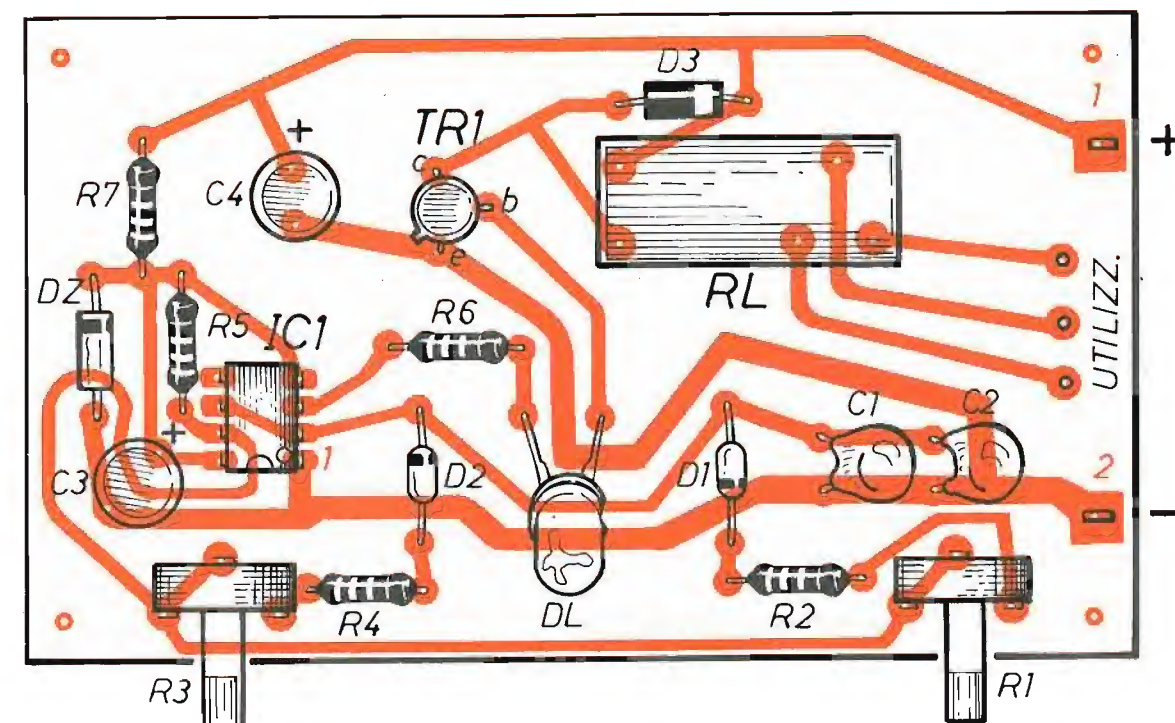 D3
1
+
TR1
+
c
R7
C4
b
e
UTILIZZ.
DZ
RL
R5
IC1
R6
C1
C2
+
1
2
C3
D2
D1
−
R4
DL
R2
R3
R1